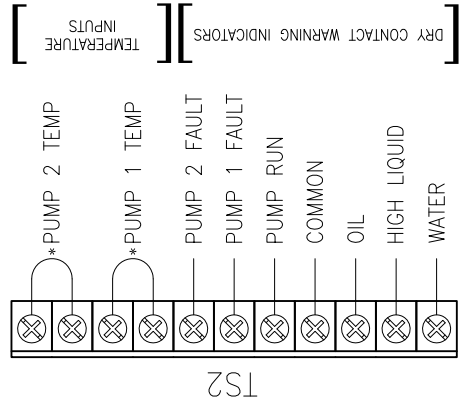 TEMPERATURE
INPUTS
DRY CONTACT WARNING INDICATORS
*PUMP 2 TEMP
*PUMP 1 TEMP
PUMP 2 FAULT
PUMP 1 FAULT
PUMP RUN
COMMON
OIL
HIGH LIQUID
WATER
TS2